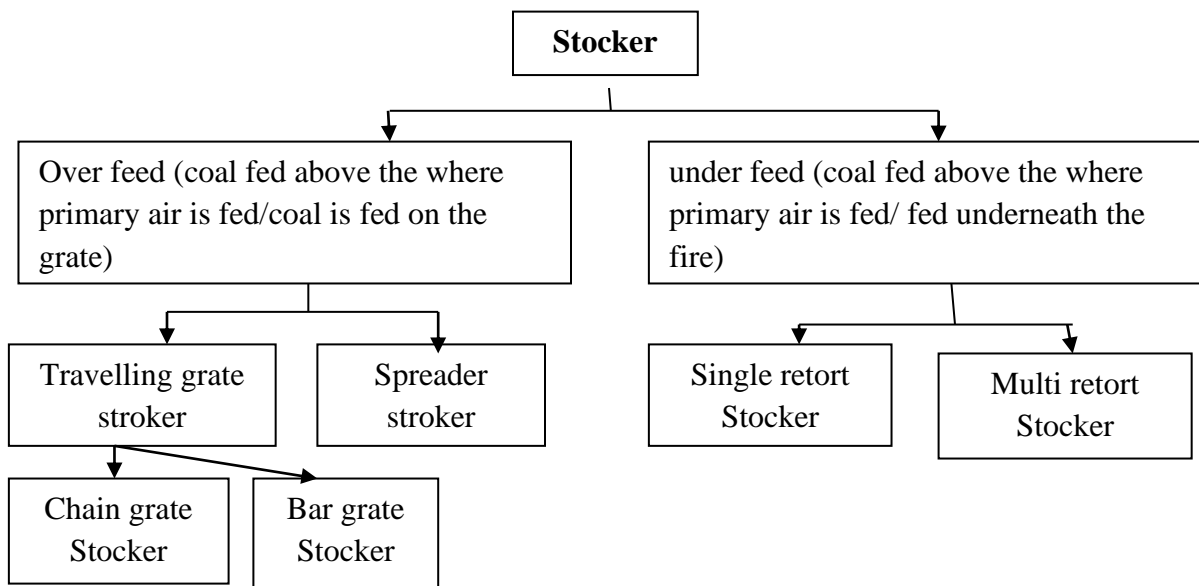 Stocker
Over feed (coal fed above the where
primary air is fed/coal is fed on the
grate)
under feed (coal fed above the where
primary air is fed/ fed underneath the
fire)
Travelling grate
stroker
Spreader
stroker
Single retort
Stocker
Multi retort
Stocker
Chain grate
Stocker
Bar grate
Stocker